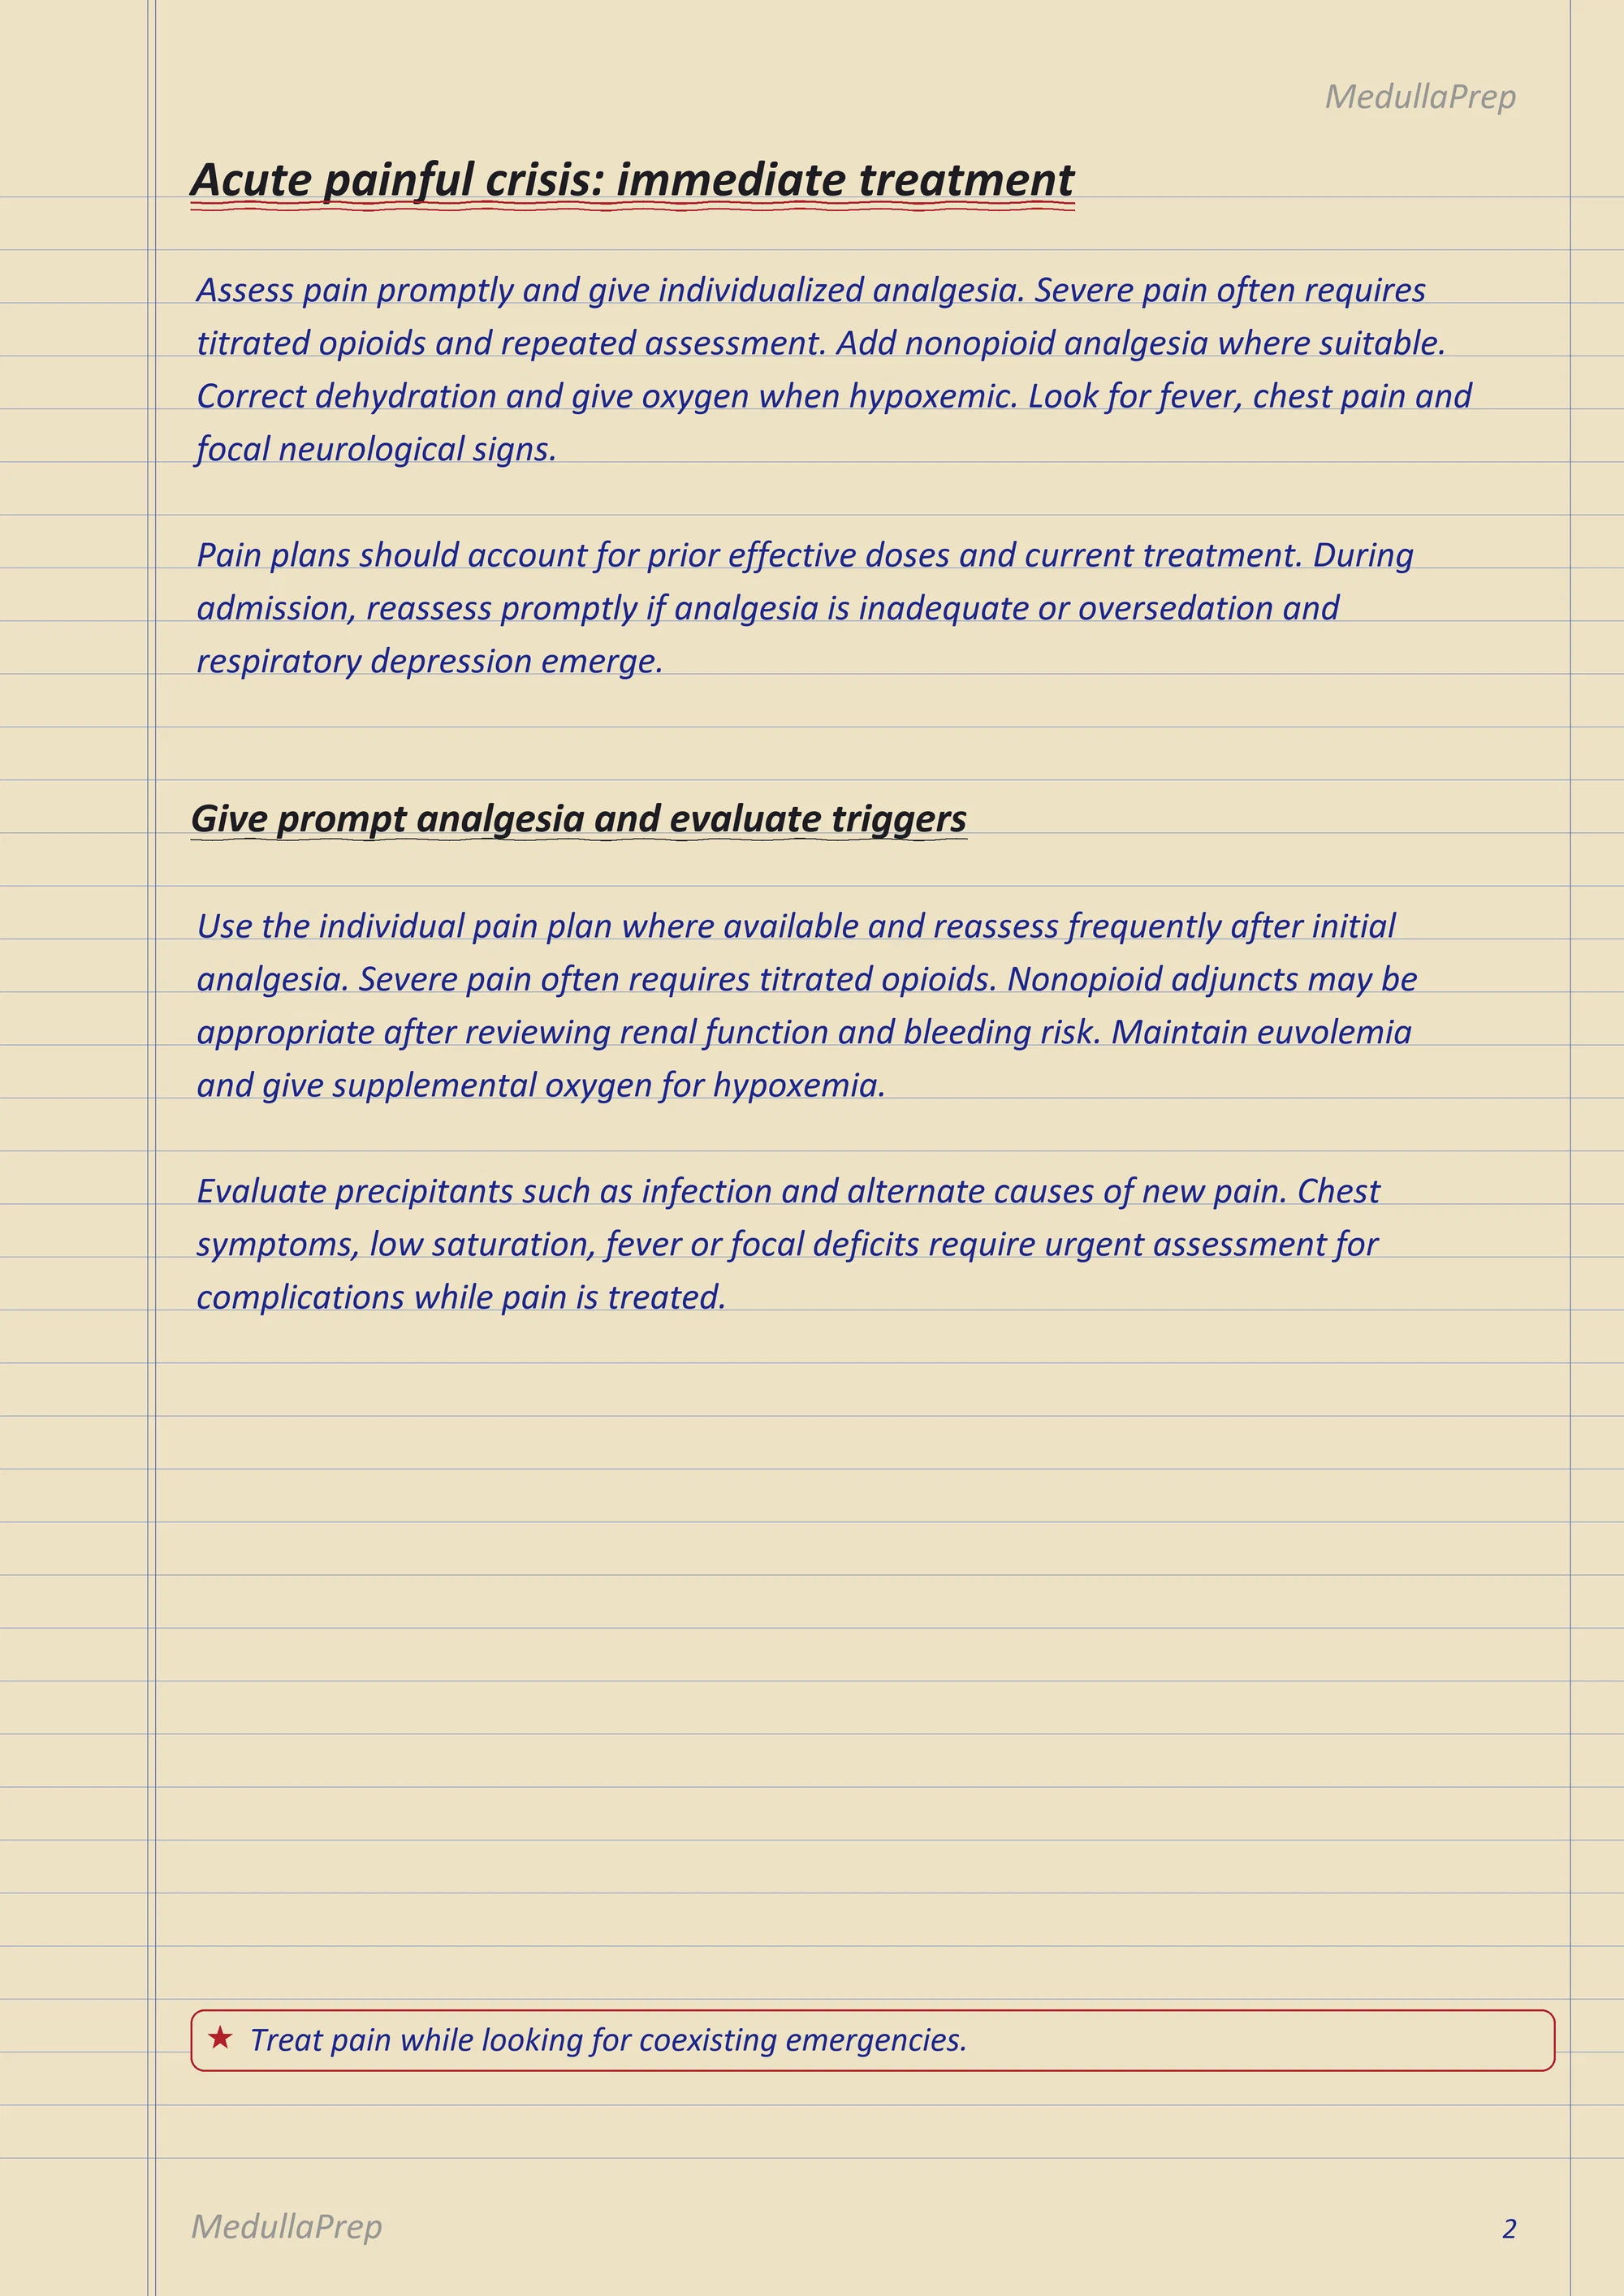 MedullaPrep
Acute painful crisis: immediate treatment
Assess pain promptly and give individualized analgesia. Severe pain often requires
titrated opioids and repeated assessment. Add nonopioid analgesia where suitable.
Correct dehydration and give oxygen when hypoxemic. Look for fever, chest pain and
focal neurological signs.
Pain plans should account for prior effective doses and current treatment. During
admission, reassess promptly if analgesia is inadequate or oversedation and
respiratory depression emerge.
Give prompt analgesia and evaluate triggers
Use the individual pain plan where available and reassess frequently after initial
analgesia. Severe pain often requires titrated opioids. Nonopioid adjuncts may be
appropriate after reviewing renal function and bleeding risk. Maintain euvolemia
and give supplemental oxygen for hypoxemia.
Evaluate precipitants such as infection and alternate causes of new pain. Chest
symptoms, low saturation, fever or focal deficits require urgent assessment for
complications while pain is treated.
★ Treat pain while looking for coexisting emergencies.
MedullaPrep
2